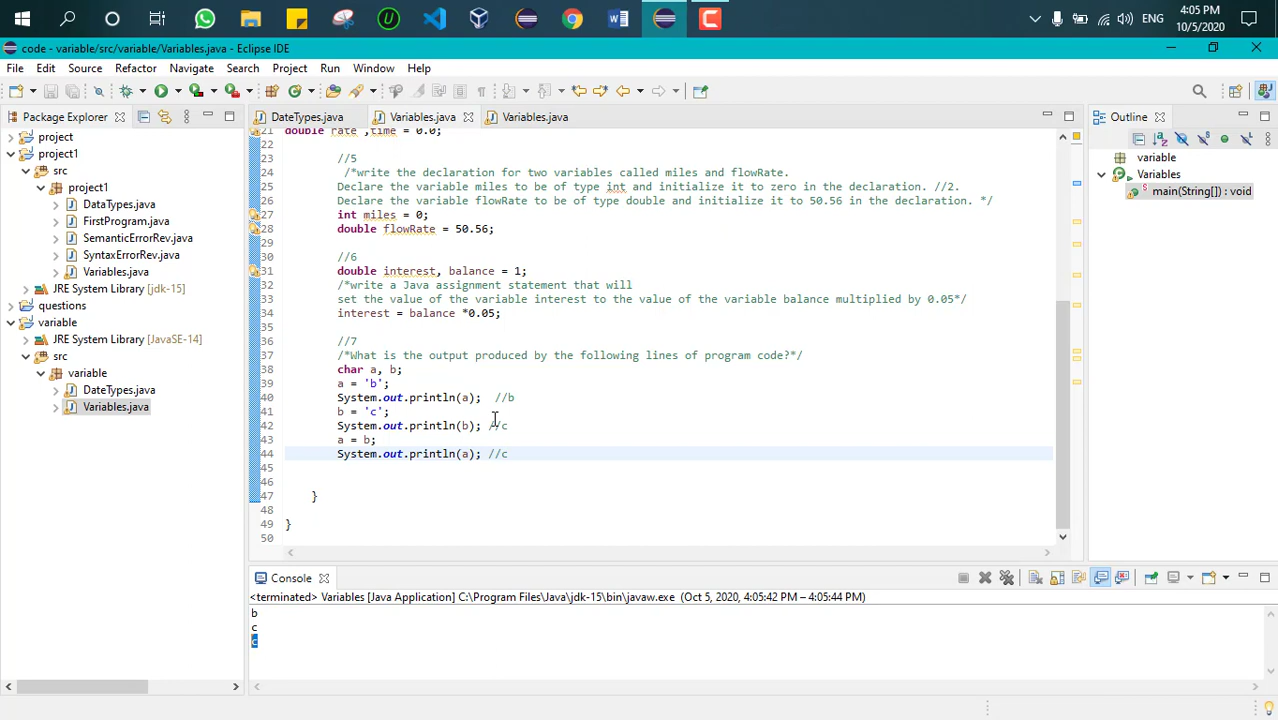 4:05 PM
ENG
10/5/2020
code - variable/src/variable/Variables.java - Eclipse IDE
File Edit Source Refactor Navigate Search Project Run Window Help
Package Explorer
DateTypes.java Variables.java Variables.java
Outline
project
project1
src
project1
DataTypes.java
FirstProgram.java
SemanticErrorRev.java
SyntaxErrorRev.java
Variables.java
JRE System Library [jdk-15]
questions
variable
JRE System Library [JavaSE-14]
src
variable
DateTypes.java
Variables.java
21 double rate ,time = 0.0;
22
23 //5
24 /*write the declaration for two variables called miles and flowRate.
25 Declare the variable miles to be of type int and initialize it to zero in the declaration. //2.
26 Declare the variable flowRate to be of type double and initialize it to 50.56 in the declaration. */
27 int miles = 0;
28 double flowRate = 50.56;
29
30 //6
31 double interest, balance = 1;
32 /*write a Java assignment statement that will
33 set the value of the variable interest to the value of the variable balance multiplied by 0.05*/
34 interest = balance *0.05;
35
36 //7
37 /*What is the output produced by the following lines of program code?*/
38 char a, b;
39 a = 'b';
40 System.out.println(a);  //b
41 b = 'c';
42 System.out.println(b); //c
43 a = b;
44 System.out.println(a); //c
45
46
47 }
48
49 }
50
variable
Variables
main(String[]) : void
Console
<terminated> Variables [Java Application] C:\Program Files\Java\jdk-15\bin\javaw.exe (Oct 5, 2020, 4:05:42 PM – 4:05:44 PM)
b
c
c